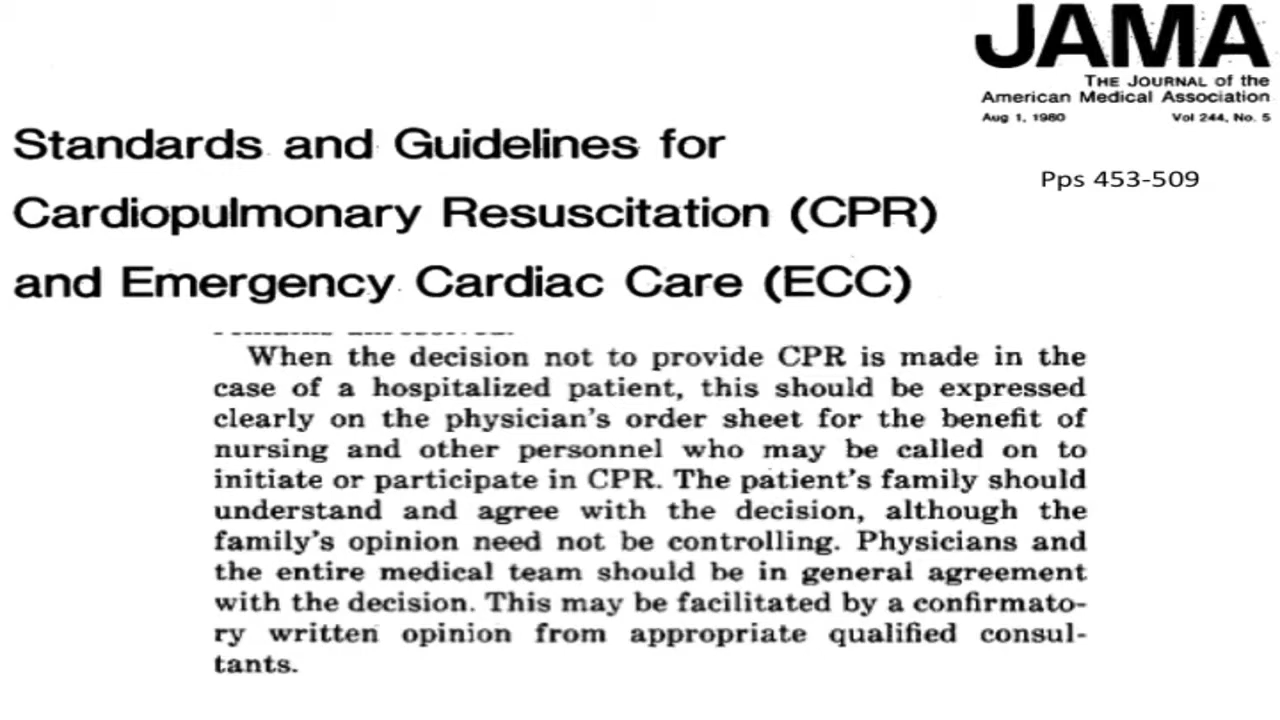 JAMA
THE JOURNAL of the
American Medical Association
Aug 1, 1980 Vol 244, No. 5
Pps 453-509
Standards and Guidelines for
Cardiopulmonary Resuscitation (CPR)
and Emergency Cardiac Care (ECC)
When the decision not to provide CPR is made in the
case of a hospitalized patient, this should be expressed
clearly on the physician's order sheet for the benefit of
nursing and other personnel who may be called on to
initiate or participate in CPR. The patient's family should
understand and agree with the decision, although the
family's opinion need not be controlling. Physicians and
the entire medical team should be in general agreement
with the decision. This may be facilitated by a confirmato-
ry written opinion from appropriate qualified consul-
tants.